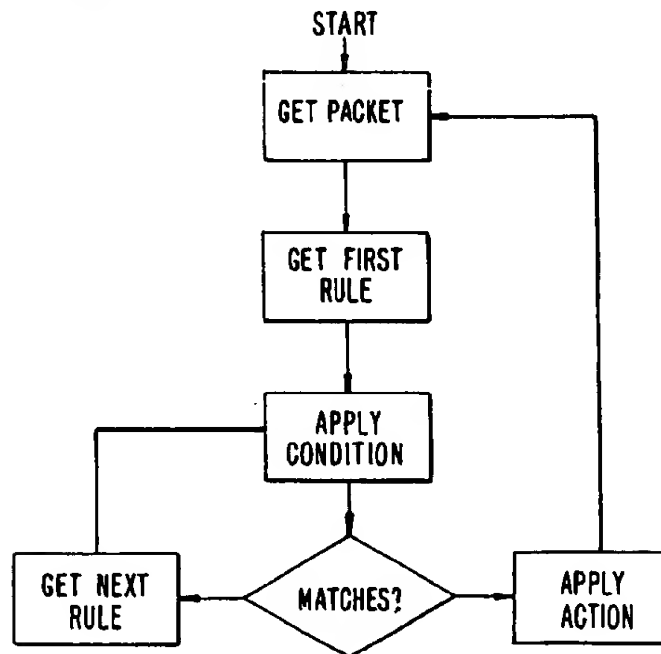 START
GET PACKET
GET FIRST
RULE
APPLY
CONDITION
GET NEXT
RULE
MATCHES?
APPLY
ACTION